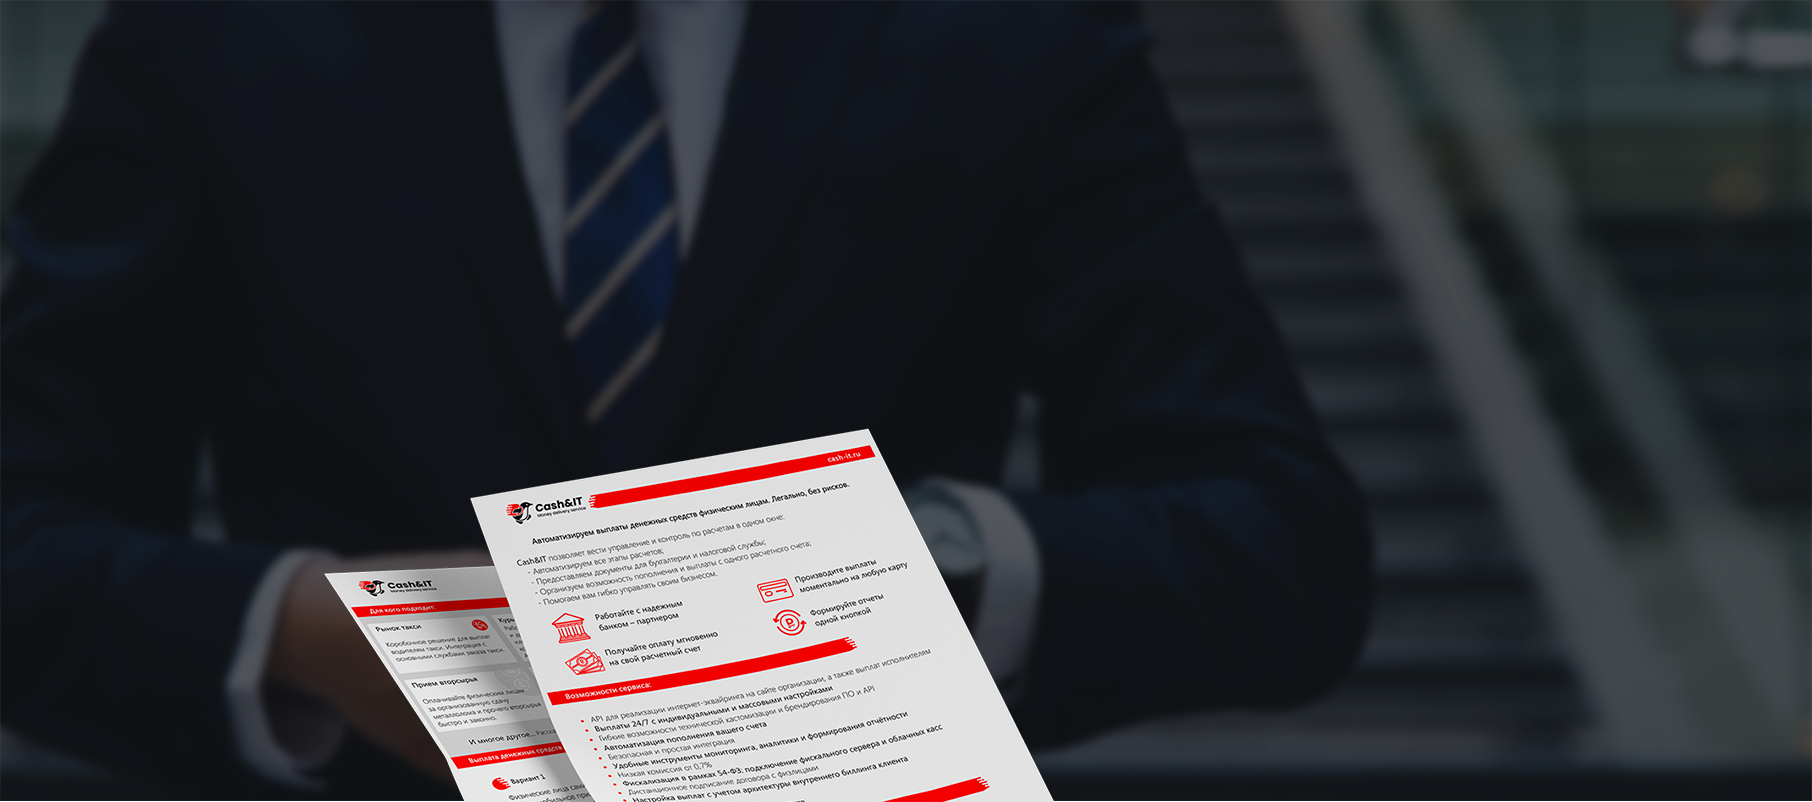 cash-it.ru
Cash&IT
Money delivery service
Автоматизируем выплаты денежных средств физическим лицам. Легально, без рисков.
Cash&IT позволяет вести управление и контроль по расчетам в одном окне:
- Автоматизируем все этапы расчетов;
- Предоставляем документы для бухгалтерии и налоговой службы;
- Организуем возможность пополнения и выплаты с одного расчетного счета;
- Помогаем вам гибко управлять своим бизнесом.
Работайте с надежным
банком – партнером
Производите выплаты
моментально на любую карту
Получайте оплату мгновенно
на свой расчетный счет
Формируйте отчеты
одной кнопкой
Возможности сервиса:
• API для реализации интернет-эквайринга на сайте организации, а также выплат исполнителям
• Выплаты 24/7 с индивидуальными и массовыми настройками
• Гибкие возможности технической кастомизации и брендирования ПО и API
• Автоматизация пополнения вашего счета
• Безопасная и простая интеграция
• Удобные инструменты мониторинга, аналитики и формирования отчётности
• Низкая комиссия от 0,7%
• Фискализация в рамках 54-ФЗ, подключение фискального сервера и облачных касс
• Дистанционное подписание договора с физлицами
• Настройка выплат с учетом архитектуры внутреннего биллинга клиента
Cash&IT
Money delivery service
Для кого подходит:
Рынок такси
Коробочное решение для выплат
водителям такси. Интеграция с
основными службами заказа такси.
Прием вторсырья
Оплачивайте физическим лицам
за организованную сдачу
металлолома и прочего вторсырья
быстро и законно.
И многое другое...
Выплата денежных средств
Вариант 1
Физические лица